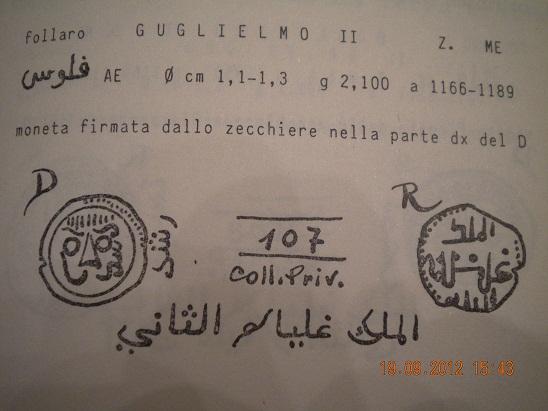 follaro GUGLIELMO II Z. ME
فلوس AE Ø cm 1,1-1,3 g 2,100 a 1166-1189
moneta firmata dallo zecchiere nella parte dx del D
D R
107
Coll.Priv.
الملك غليالم الثاني
19.09.2012 15:43